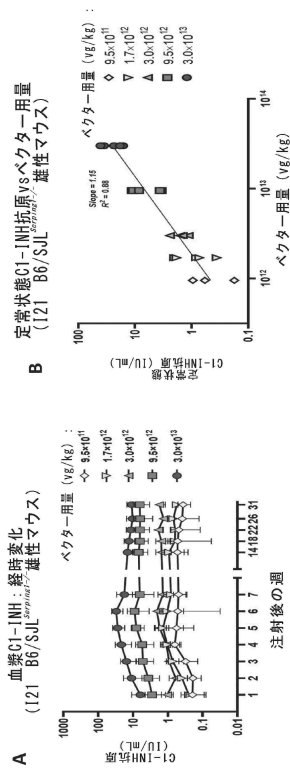 A
血漿C1-INH:経時変化
(I21 B6/SJL Serping1-/- 雄性マウス)
C1-INH抗原
(IU/mL)
1000
100
10
1
0.1
0.01
1 2 3 4 5 6 7 14 18 22 26 31
注射後の週
ベクター用量 (vg/kg):
9.5×10¹¹
1.7×10¹²
3.0×10¹²
9.5×10¹²
3.0×10¹³
B
定常状態C1-INH抗原vsベクター用量
(I21 B6/SJL Serping1-/- 雄性マウス)
定常状態
C1-INH抗原 (IU/mL)
100
10
1
0.1
Slope = 1.15
R² = 0.88
10¹² 10¹³ 10¹⁴
ベクター用量 (vg/kg)
ベクター用量 (vg/kg):
9.5×10¹¹
1.7×10¹²
3.0×10¹²
9.5×10¹²
3.0×10¹³